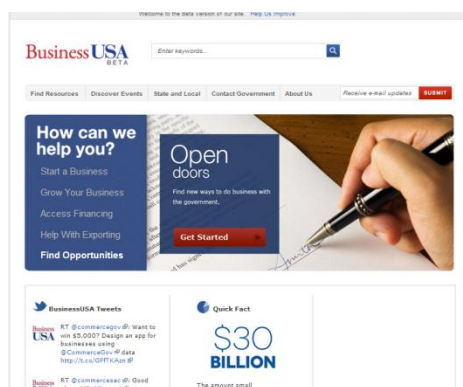 Welcome to the Beta version of our site. Help Us Improve
Business USA
BETA
Enter keywords...
Find Resources
Discover Events
State and Local
Contact Government
About Us
Receive e-mail updates
SUBMIT
How can we
help you?
Start a Business
Grow Your Business
Access Financing
Help With Exporting
Find Opportunities
Open
doors
Find new ways to do business with
the government.
Get Started
BusinessUSA Tweets
Business
USA
RT @commercegov: Want to
win $5,000? Design an app for
businesses using
@CommerceGov data
RT @commercesec: Good
Quick Fact
$30
BILLION
The amount small